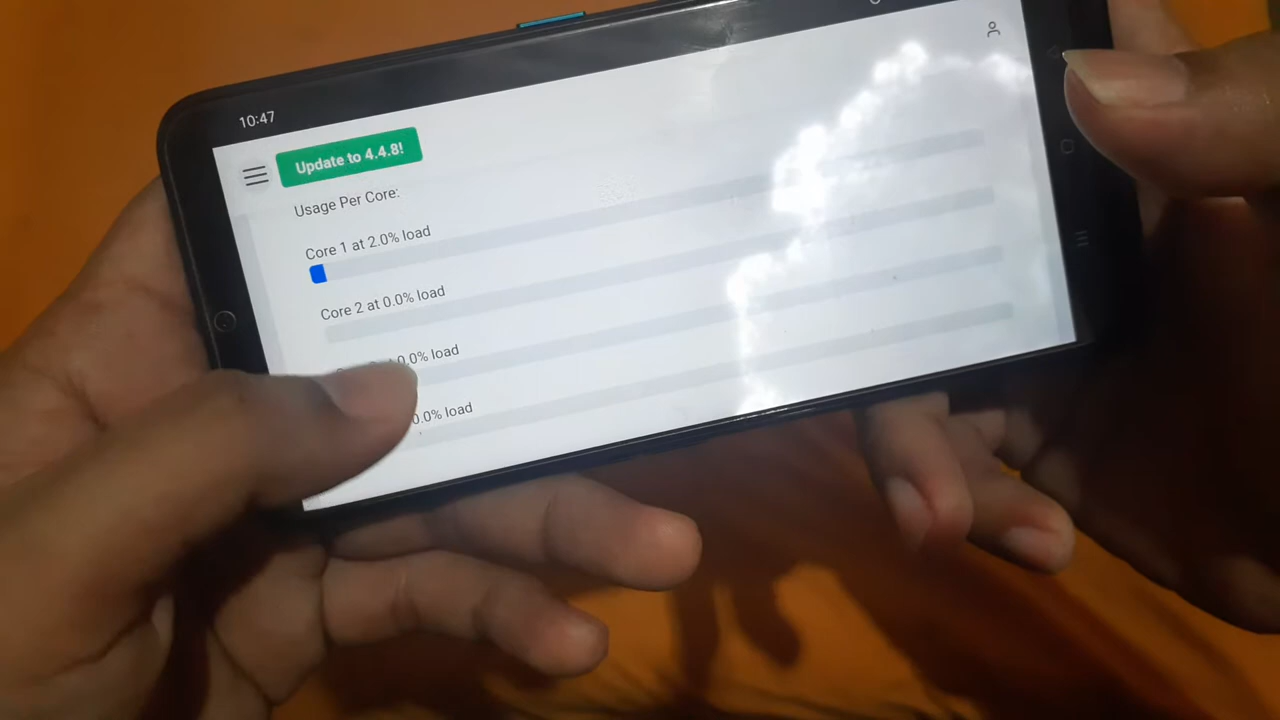 10:47
Update to 4.4.8!
Usage Per Core:
Core 1 at 2.0% load
Core 2 at 0.0% load
0.0% load
0.0% load